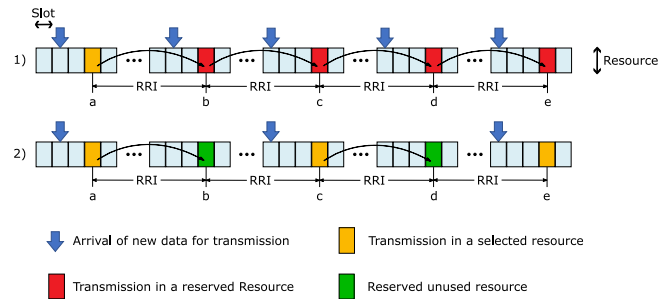 Slot
1)
••• ••• ••• •••
Resource
RRI RRI RRI RRI
a b c d e
2)
••• ••• ••• •••
RRI RRI RRI RRI
a b c d e
Arrival of new data for transmission
Transmission in a selected resource
Transmission in a reserved Resource
Reserved unused resource